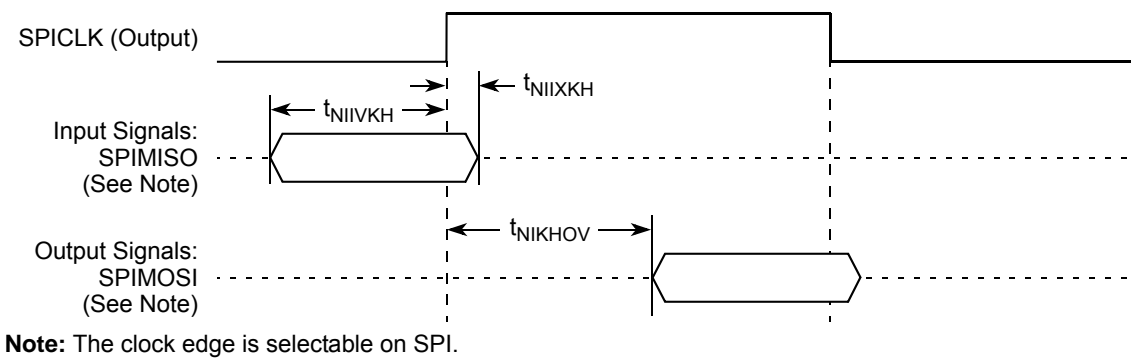 SPICLK (Output)
tNIIXKH
tNIIVKH
Input Signals:
SPIMISO
(See Note)
tNIKHOV
Output Signals:
SPIMOSI
(See Note)
Note: The clock edge is selectable on SPI.